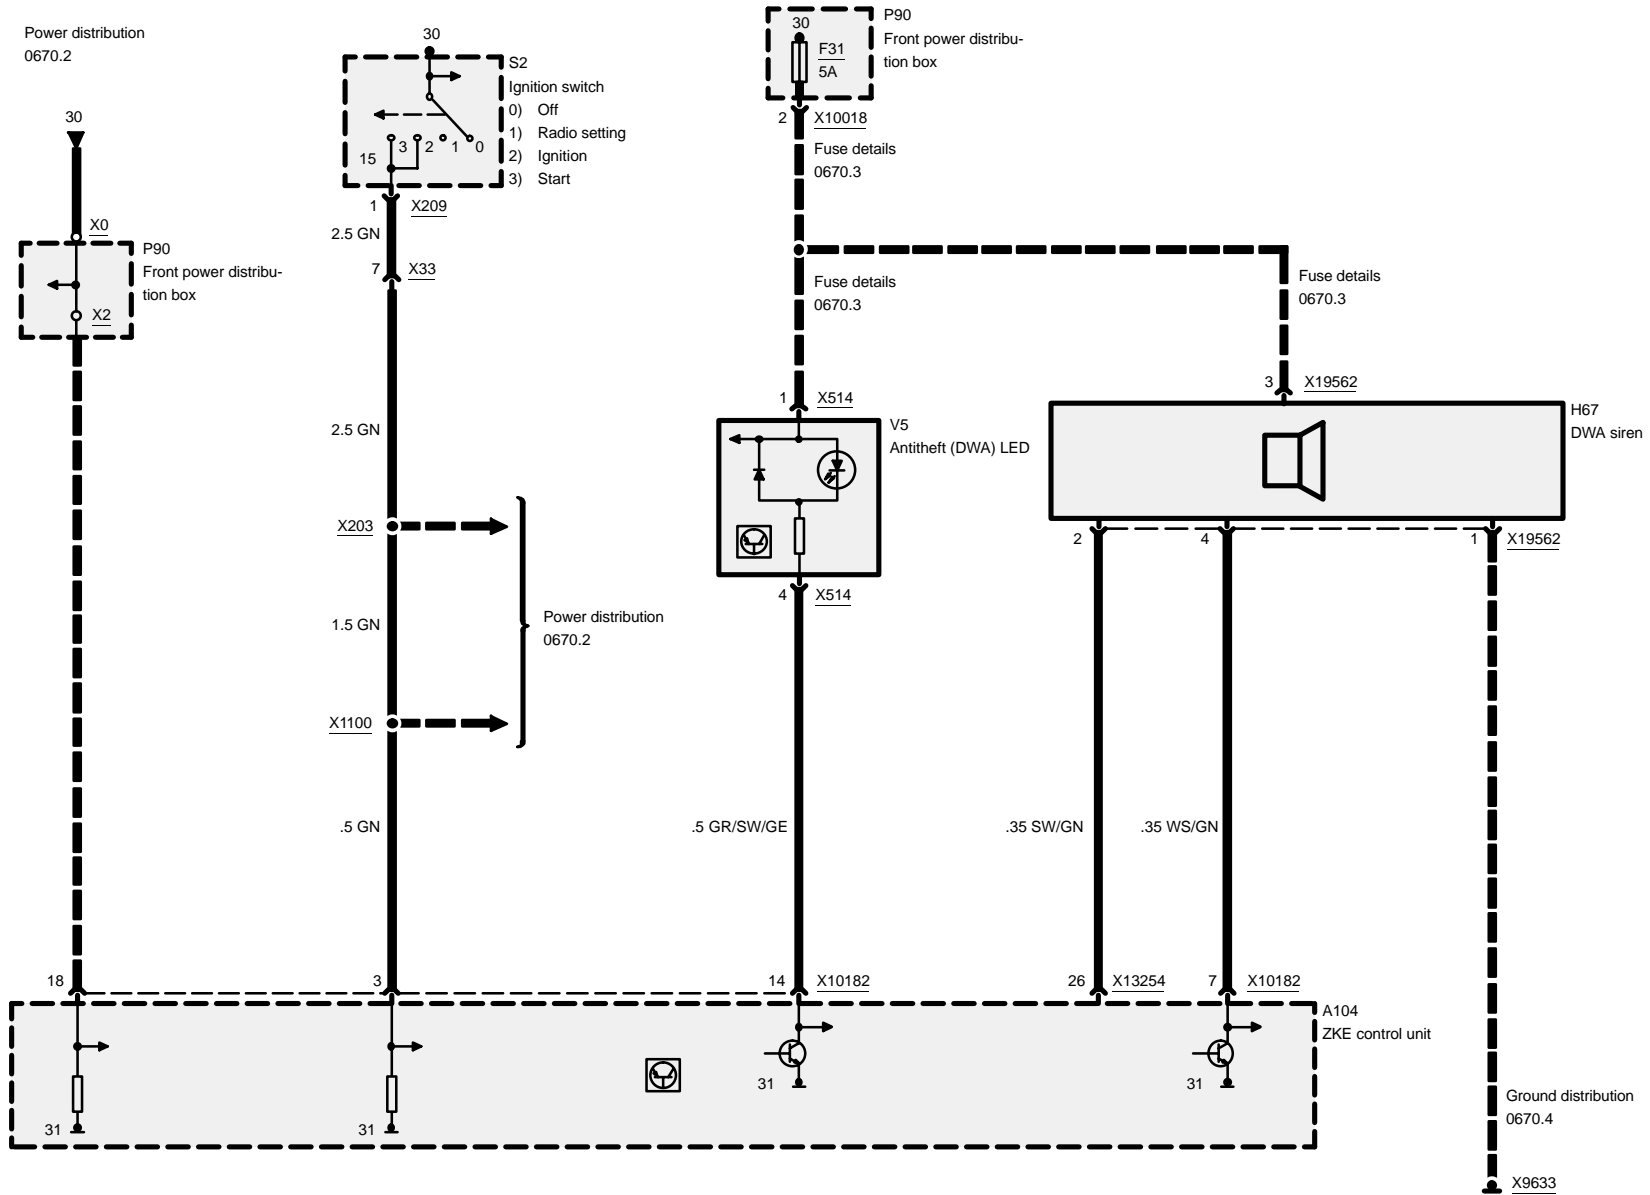 Power distribution
0670.2
30
X0
P90
Front power distribu-
tion box
X2
30
S2
Ignition switch
0) Off
1) Radio setting
2) Ignition
3) Start
15
3
2
1
0
1
X209
2.5 GN
7
X33
2.5 GN
X203
1.5 GN
X1100
.5 GN
Power distribution
0670.2
P90
Front power distribu-
tion box
30
F31
5A
2
X10018
Fuse details
0670.3
Fuse details
0670.3
Fuse details
0670.3
1
X514
V5
Antitheft (DWA) LED
4
X514
3
X19562
H67
DWA siren
2
4
1
X19562
.5 GR/SW/GE
.35 SW/GN
.35 WS/GN
18
3
14
X10182
26
X13254
7
X10182
A104
ZKE control unit
31
31
31
31
Ground distribution
0670.4
X9633